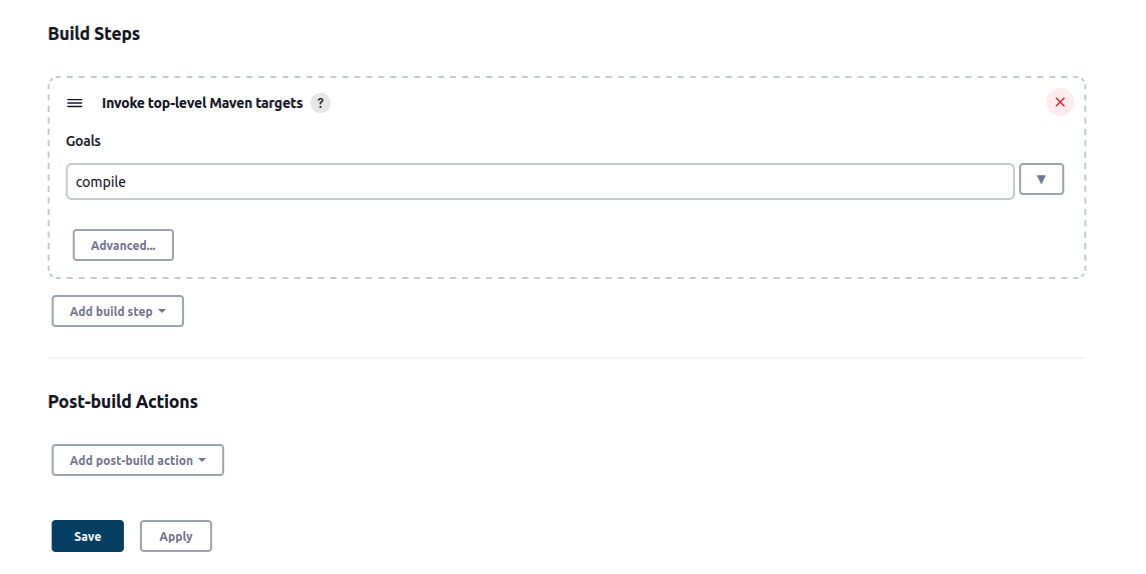 Build Steps
Invoke top-level Maven targets ?
Goals
compile
Advanced...
Add build step
Post-build Actions
Add post-build action
Save Apply